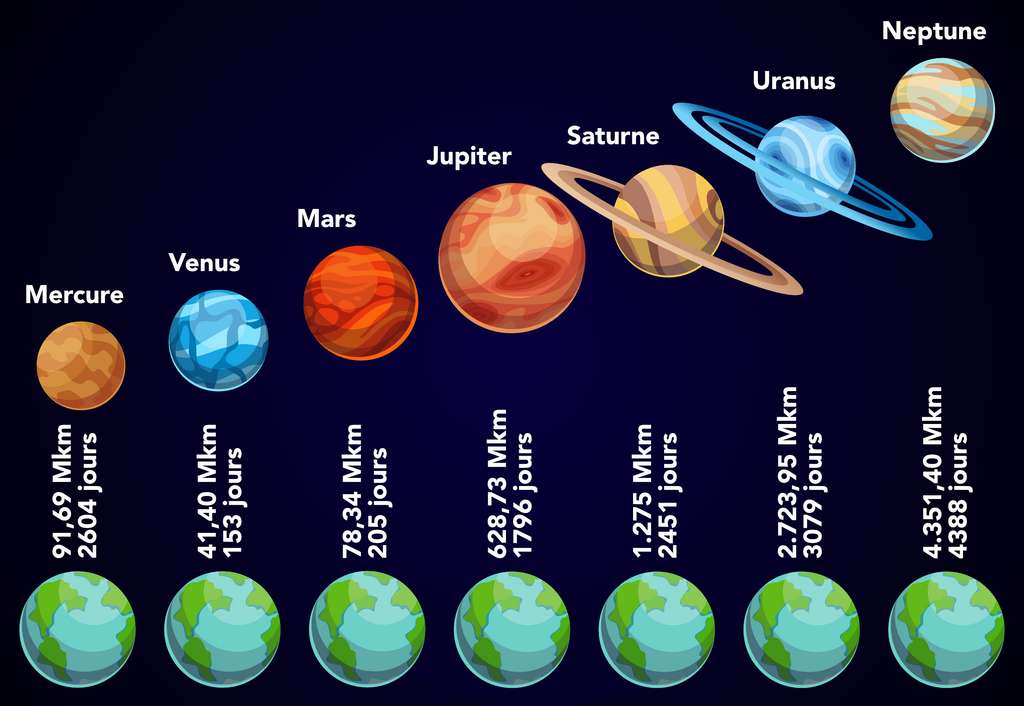 Neptune
Uranus
Saturne
Jupiter
Mars
Venus
Mercure
91,69 Mkm
2604 jours
41,40 Mkm
153 jours
78,34 Mkm
205 jours
628,73 Mkm
1796 jours
1.275 Mkm
2451 jours
2.723,95 Mkm
3079 jours
4.351,40 Mkm
4388 jours